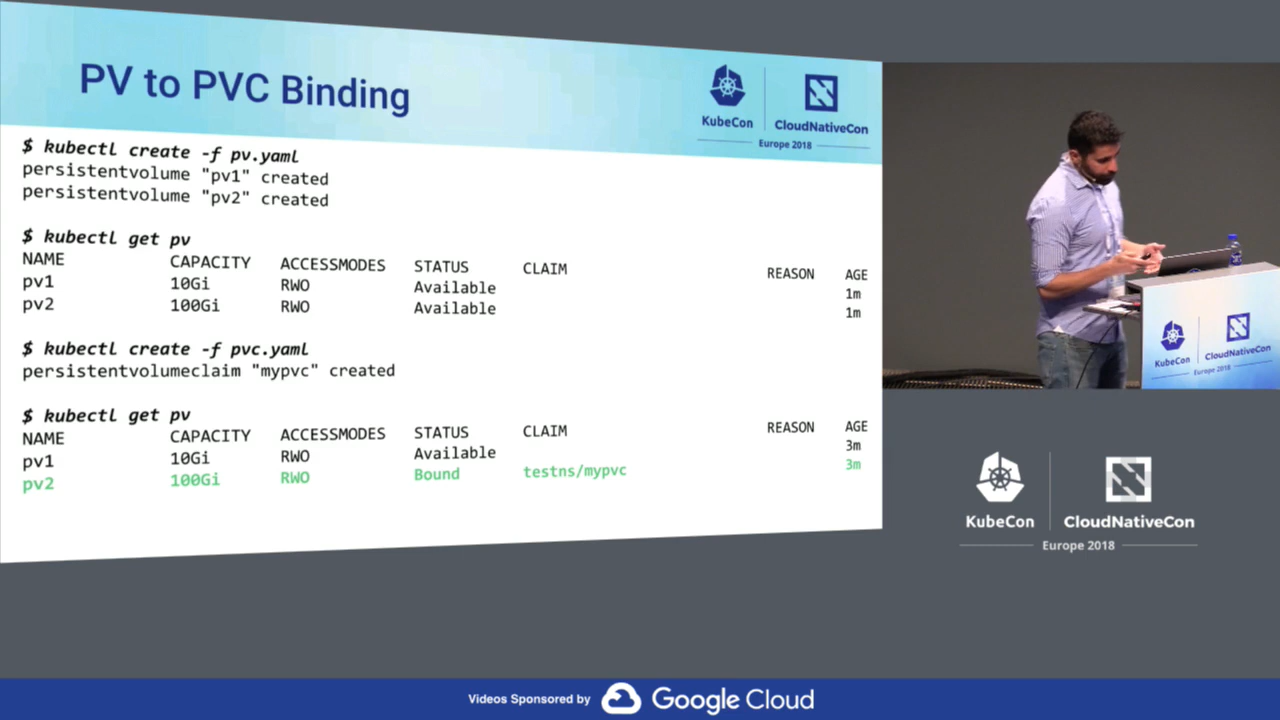 PV to PVC Binding
KubeCon
CloudNativeCon
Europe 2018
$ kubectl create -f pv.yaml
persistentvolume "pv1" created
persistentvolume "pv2" created
$ kubectl get pv
NAME CAPACITY ACCESSMODES STATUS CLAIM REASON AGE
pv1 10Gi RWO Available 1m
pv2 100Gi RWO Available 1m
$ kubectl create -f pvc.yaml
persistentvolumeclaim "mypvc" created
$ kubectl get pv
NAME CAPACITY ACCESSMODES STATUS CLAIM REASON AGE
pv1 10Gi RWO Available 3m
pv2 100Gi RWO Bound testns/mypvc 3m
KubeCon
CloudNativeCon
Europe 2018
KubeCon
CloudNativeCon
Europe 2018
Videos Sponsored by Google Cloud